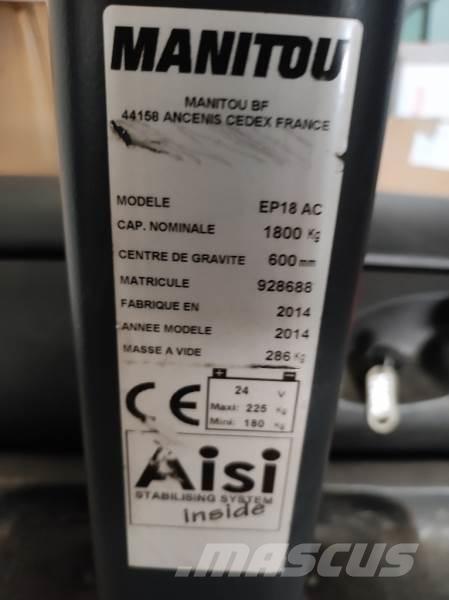 MANITOU
MANITOU BF
44158 ANCENIS CEDEX FRANCE
MODELE EP18 AC
CAP. NOMINALE 1800 Kg
CENTRE DE GRAVITE 600 mm
MATRICULE 928688
FABRIQUE EN 2014
ANNEE MODELE 2014
MASSE A VIDE 286 Kg
+ -
CE
24 V
Maxi: 225 Kg
Mini: 180 Kg
Aisi
STABILISING SYSTEM
Inside
MASCUS